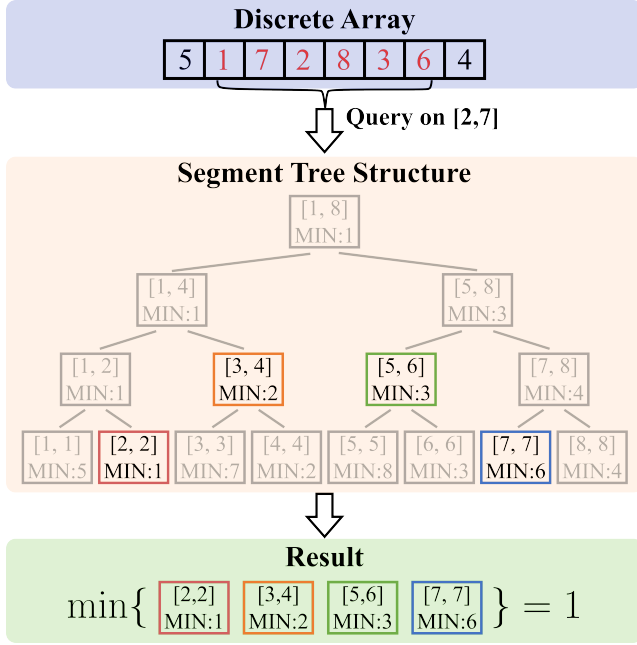 Discrete Array
5 1 7 2 8 3 6 4
Query on [2,7]
Segment Tree Structure
[1, 8]
MIN:1
[1, 4] [5, 8]
MIN:1 MIN:3
[1, 2] [3, 4] [5, 6] [7, 8]
MIN:1 MIN:2 MIN:3 MIN:4
[1, 1] [2, 2] [3, 3] [4, 4] [5, 5] [6, 6] [7, 7] [8, 8]
MIN:5 MIN:1 MIN:7 MIN:2 MIN:8 MIN:3 MIN:6 MIN:4
Result
[2,2] [3,4] [5,6] [7, 7]
min{ MIN:1 MIN:2 MIN:3 MIN:6 } = 1